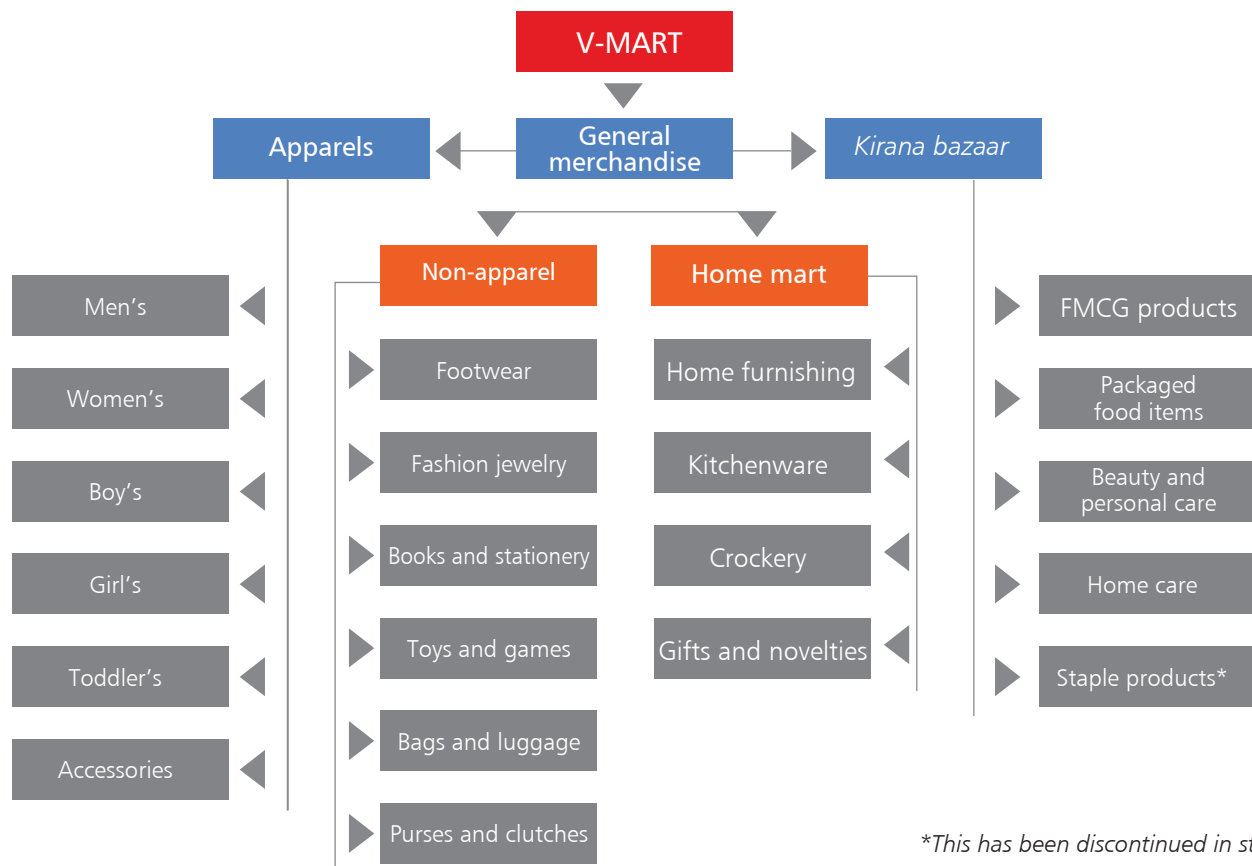 V-MART
Apparels
General
merchandise
Kirana bazaar
Non-apparel
Home mart
Men's
Women's
Boy's
Girl's
Toddler's
Accessories
Footwear
Fashion jewelry
Books and stationery
Toys and games
Bags and luggage
Purses and clutches
Home furnishing
Kitchenware
Crockery
Gifts and novelties
FMCG products
Packaged
food items
Beauty and
personal care
Home care
Staple products*
*This has been discontinued in